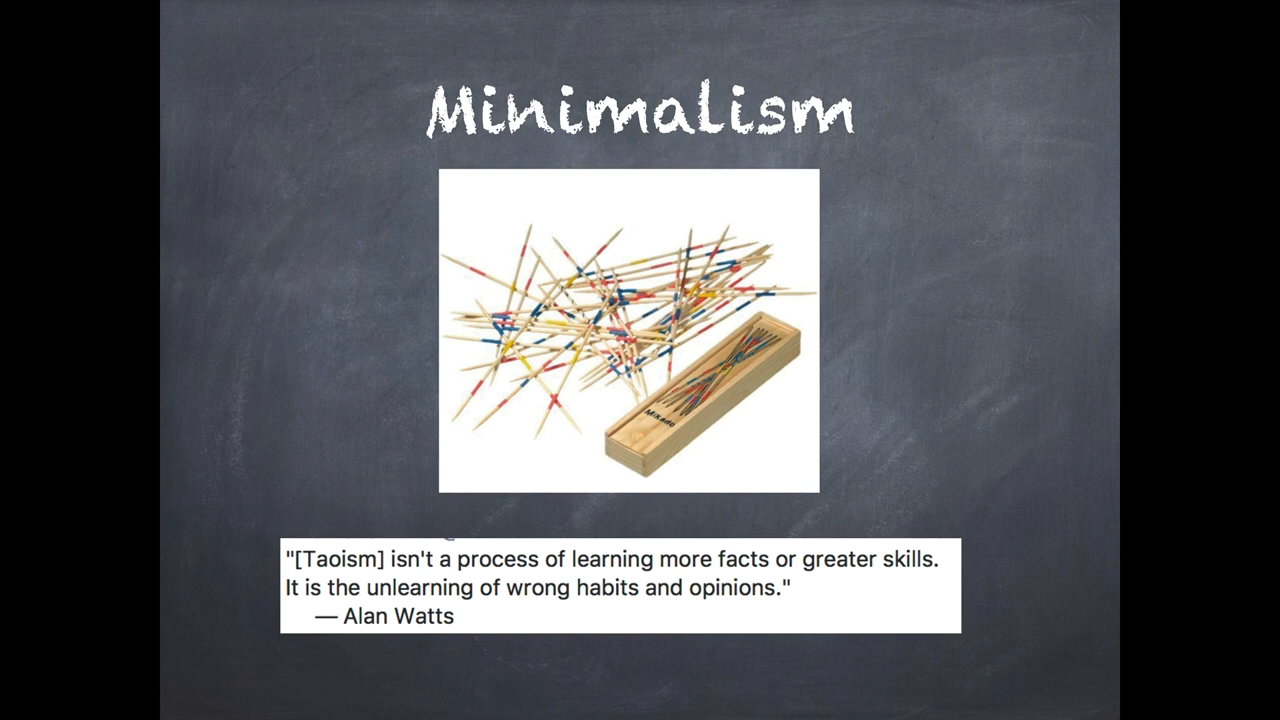 Minimalism
Mikado
"[Taoism] isn't a process of learning more facts or greater skills.
It is the unlearning of wrong habits and opinions."
— Alan Watts